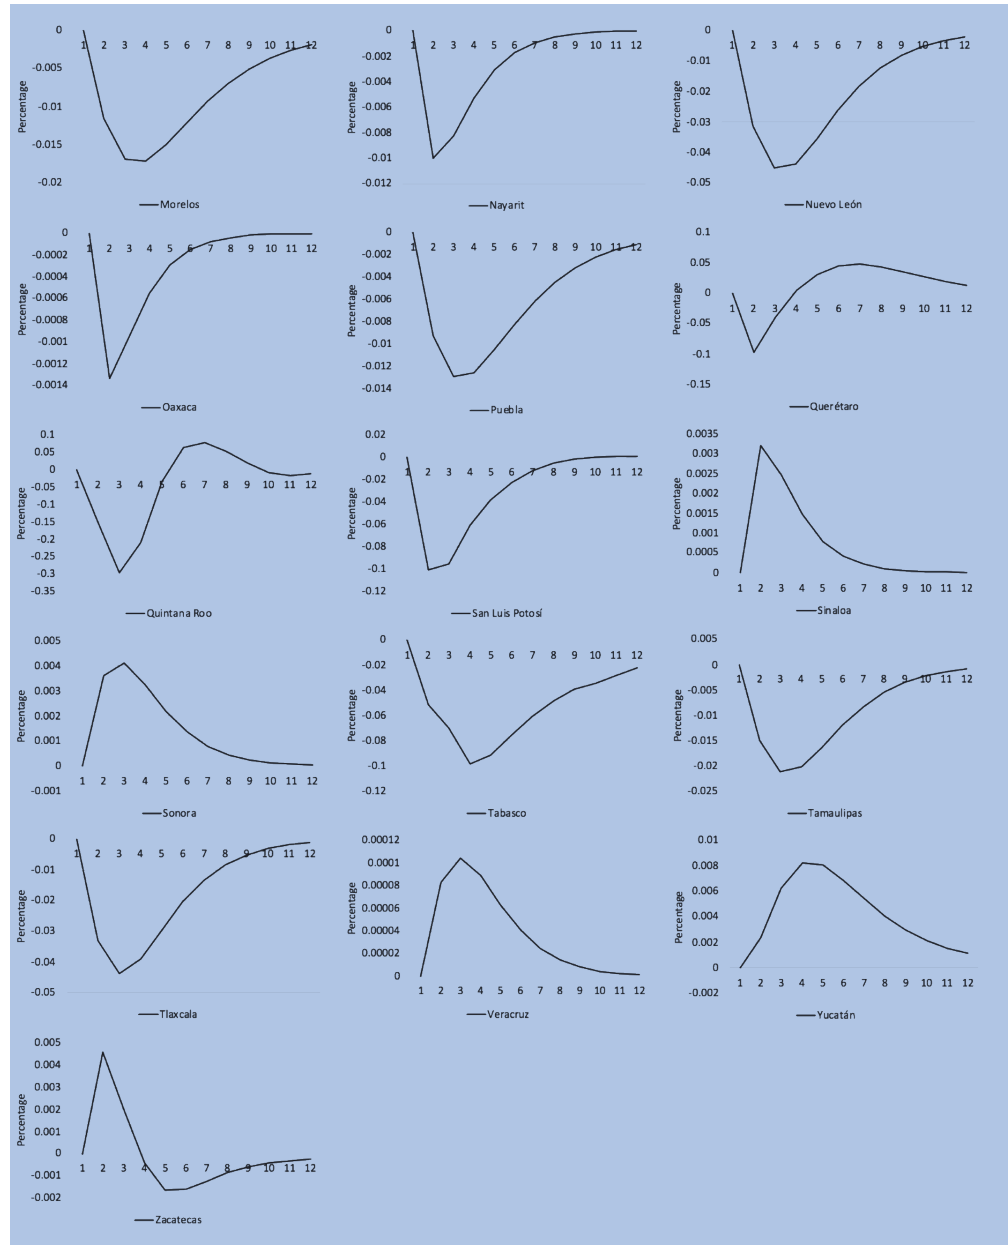 Percentage
0
-0.005
-0.01
-0.015
-0.02
1 2 3 4 5 6 7 8 9 10 11 12
Morelos
Percentage
0
-0.002
-0.004
-0.006
-0.008
-0.01
-0.012
1 2 3 4 5 6 7 8 9 10 11 12
Nayarit
Percentage
0
-0.01
-0.02
-0.03
-0.04
-0.05
1 2 3 4 5 6 7 8 9 10 11 12
Nuevo León
Percentage
0
-0.0002
-0.0004
-0.0006
-0.0008
-0.001
-0.0012
-0.0014
1 2 3 4 5 6 7 8 9 10 11 12
Oaxaca
Percentage
0
-0.002
-0.004
-0.006
-0.008
-0.01
-0.012
-0.014
1 2 3 4 5 6 7 8 9 10 11 12
Puebla
Percentage
0.1
0.05
0
-0.05
-0.1
-0.15
1 2 3 4 5 6 7 8 9 10 11 12
Querétaro
Percentage
0.1
0.05
0
-0.05
-0.1
-0.15
-0.2
-0.25
-0.3
-0.35
1 2 3 4 5 6 7 8 9 10 11 12
Quintana Roo
Percentage
0.02
0
-0.02
-0.04
-0.06
-0.08
-0.1
-0.12
1 2 3 4 5 6 7 8 9 10 11 12
San Luis Potosí
Percentage
0.0035
0.003
0.0025
0.002
0.0015
0.001
0.0005
0
1 2 3 4 5 6 7 8 9 10 11 12
Sinaloa
Percentage
0.005
0.004
0.003
0.002
0.001
0
-0.001
1 2 3 4 5 6 7 8 9 10 11 12
Sonora
Percentage
0
-0.02
-0.04
-0.06
-0.08
-0.1
-0.12
1 2 3 4 5 6 7 8 9 10 11 12
Tabasco
Percentage
0.005
0
-0.005
-0.01
-0.015
-0.02
-0.025
1 2 3 4 5 6 7 8 9 10 11 12
Tamaulipas
Percentage
0
-0.01
-0.02
-0.03
-0.04
-0.05
1 2 3 4 5 6 7 8 9 10 11 12
Tlaxcala
Percentage
0.00012
0.0001
0.00008
0.00006
0.00004
0.00002
0
1 2 3 4 5 6 7 8 9 10 11 12
Veracruz
Percentage
0.01
0.008
0.006
0.004
0.002
0
-0.002
1 2 3 4 5 6 7 8 9 10 11 12
Yucatán
Percentage
0.005
0.004
0.003
0.002
0.001
0
-0.001
-0.002
1 2 3 4 5 6 7 8 9 10 11 12
Zacatecas